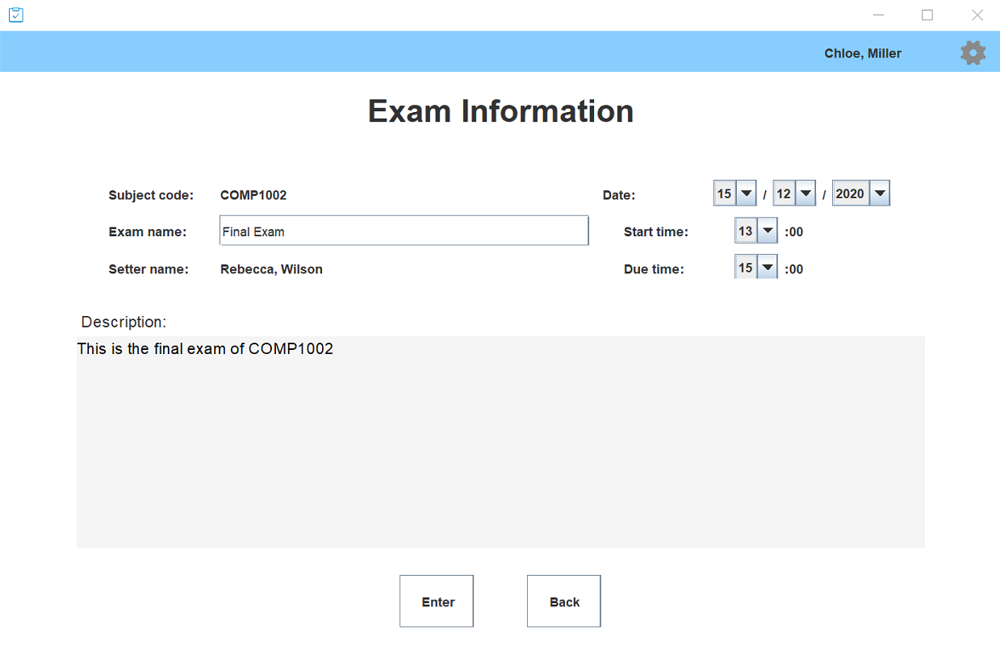 Chloe, Miller
Exam Information
Subject code: COMP1002 Date: 15 / 12 / 2020
Exam name: Final Exam Start time: 13 :00
Setter name: Rebecca, Wilson Due time: 15 :00
Description:
This is the final exam of COMP1002
Enter Back